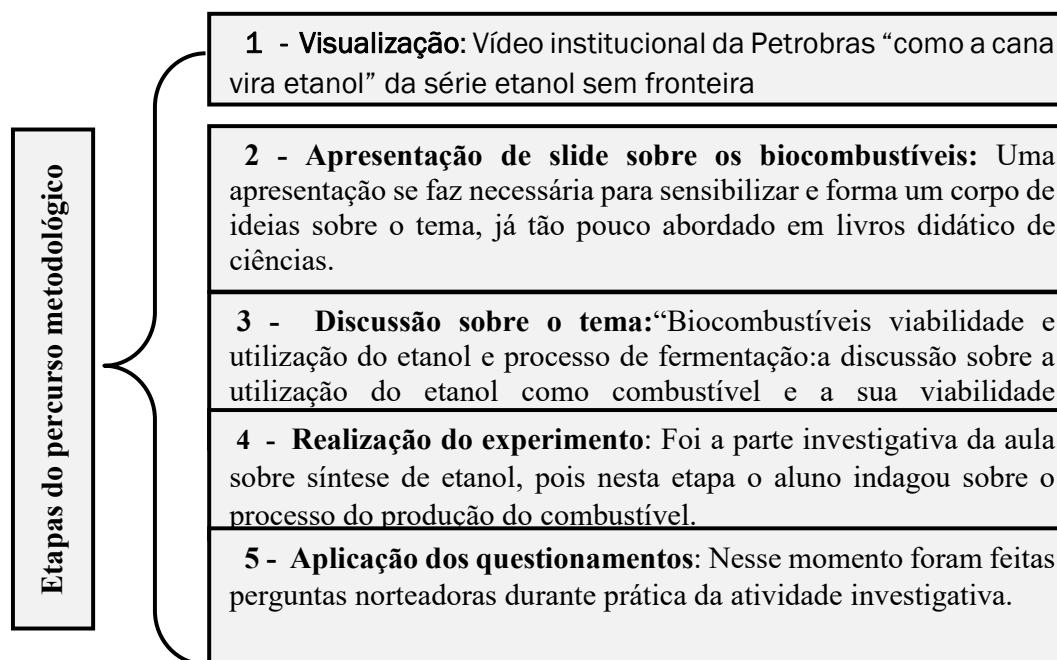 Etapas do percurso metodológico
1 - Visualização: Vídeo institucional da Petrobras “como a cana
vira etanol” da série etanol sem fronteira
2 - Apresentação de slide sobre os biocombustíveis: Uma
apresentação se faz necessária para sensibilizar e forma um corpo de
ideias sobre o tema, já tão pouco abordado em livros didático de
ciências.
3 - Discussão sobre o tema:“Biocombustíveis viabilidade e
utilização do etanol e processo de fermentação:a discussão sobre a
utilização do etanol como combustível e a sua viabilidade
4 - Realização do experimento: Foi a parte investigativa da aula
sobre síntese de etanol, pois nesta etapa o aluno indagou sobre o
processo do produção do combustível.
5 - Aplicação dos questionamentos: Nesse momento foram feitas
perguntas norteadoras durante prática da atividade investigativa.